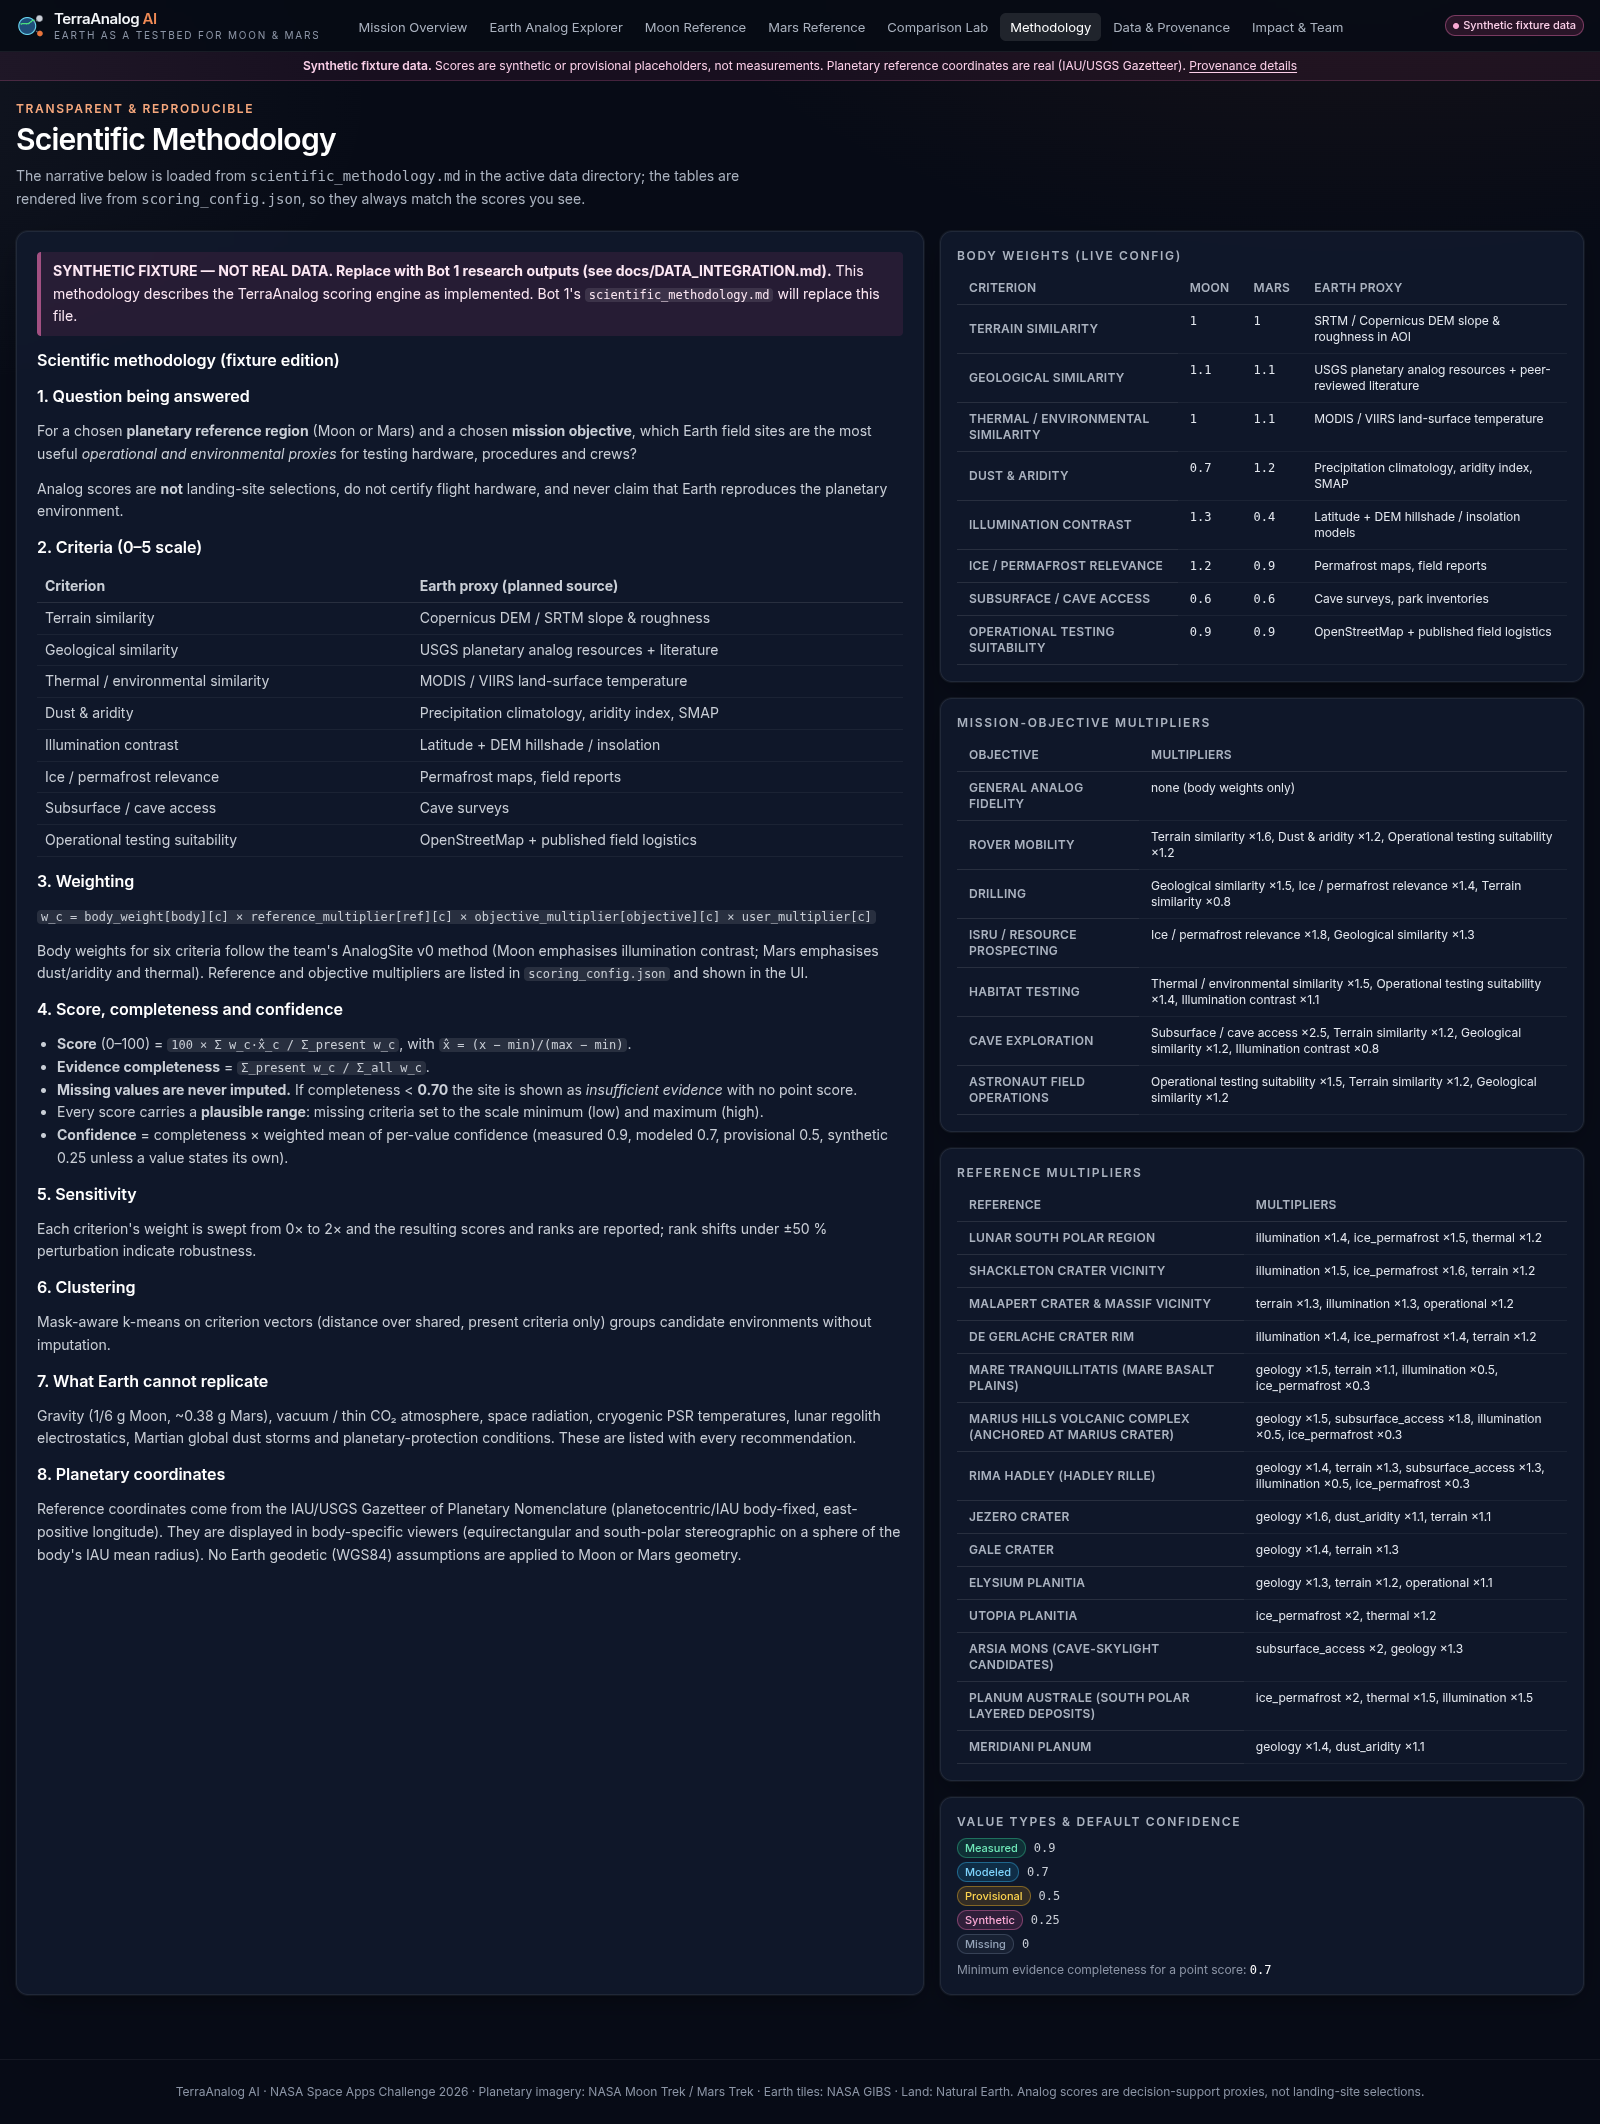 TerraAnalog AI
EARTH AS A TESTBED FOR MOON & MARS
Mission Overview
Earth Analog Explorer
Moon Reference
Mars Reference
Comparison Lab
Methodology
Data & Provenance
Impact & Team
Synthetic fixture data
Synthetic fixture data. Scores are synthetic or provisional placeholders, not measurements. Planetary reference coordinates are real (IAU/USGS Gazetteer). Provenance details
TRANSPARENT & REPRODUCIBLE
Scientific Methodology
The narrative below is loaded from scientific_methodology.md in the active data directory; the tables are
rendered live from scoring_config.json, so they always match the scores you see.
SYNTHETIC FIXTURE — NOT REAL DATA. Replace with Bot 1 research outputs (see docs/DATA_INTEGRATION.md). This
methodology describes the TerraAnalog scoring engine as implemented. Bot 1's scientific_methodology.md will replace this
file.
Scientific methodology (fixture edition)
1. Question being answered
For a chosen planetary reference region (Moon or Mars) and a chosen mission objective, which Earth field sites are the most
useful operational and environmental proxies for testing hardware, procedures and crews?
Analog scores are not landing-site selections, do not certify flight hardware, and never claim that Earth reproduces the planetary
environment.
2. Criteria (0–5 scale)
Criterion Earth proxy (planned source)
Terrain similarity Copernicus DEM / SRTM slope & roughness
Geological similarity USGS planetary analog resources + literature
Thermal / environmental similarity MODIS / VIIRS land-surface temperature
Dust & aridity Precipitation climatology, aridity index, SMAP
Illumination contrast Latitude + DEM hillshade / insolation
Ice / permafrost relevance Permafrost maps, field reports
Subsurface / cave access Cave surveys
Operational testing suitability OpenStreetMap + published field logistics
3. Weighting
w_c = body_weight[body][c] × reference_multiplier[ref][c] × objective_multiplier[objective][c] × user_multiplier[c]
Body weights for six criteria follow the team's AnalogSite v0 method (Moon emphasises illumination contrast; Mars emphasises
dust/aridity and thermal). Reference and objective multipliers are listed in scoring_config.json and shown in the UI.
4. Score, completeness and confidence
• Score (0–100) = 100 × Σ w_c·x̂_c / Σ_present w_c, with x̂ = (x − min)/(max − min).
• Evidence completeness = Σ_present w_c / Σ_all w_c.
• Missing values are never imputed. If completeness < 0.70 the site is shown as insufficient evidence with no point score.
• Every score carries a plausible range: missing criteria set to the scale minimum (low) and maximum (high).
• Confidence = completeness × weighted mean of per-value confidence (measured 0.9, modeled 0.7, provisional 0.5, synthetic
0.25 unless a value states its own).
5. Sensitivity
Each criterion's weight is swept from 0× to 2× and the resulting scores and ranks are reported; rank shifts under ±50 %
perturbation indicate robustness.
6. Clustering
Mask-aware k-means on criterion vectors (distance over shared, present criteria only) groups candidate environments without
imputation.
7. What Earth cannot replicate
Gravity (1/6 g Moon, ~0.38 g Mars), vacuum / thin CO₂ atmosphere, space radiation, cryogenic PSR temperatures, lunar regolith
electrostatics, Martian global dust storms and planetary-protection conditions. These are listed with every recommendation.
8. Planetary coordinates
Reference coordinates come from the IAU/USGS Gazetteer of Planetary Nomenclature (planetocentric/IAU body-fixed, east-
positive longitude). They are displayed in body-specific viewers (equirectangular and south-polar stereographic on a sphere of the
body's IAU mean radius). No Earth geodetic (WGS84) assumptions are applied to Moon or Mars geometry.
BODY WEIGHTS (LIVE CONFIG)
CRITERION MOON MARS EARTH PROXY
TERRAIN SIMILARITY 1 1 SRTM / Copernicus DEM slope &
roughness in AOI
GEOLOGICAL SIMILARITY 1.1 1.1 USGS planetary analog resources + peer-
reviewed literature
THERMAL / ENVIRONMENTAL
SIMILARITY 1 1.1 MODIS / VIIRS land-surface temperature
DUST & ARIDITY 0.7 1.2 Precipitation climatology, aridity index,
SMAP
ILLUMINATION CONTRAST 1.3 0.4 Latitude + DEM hillshade / insolation
models
ICE / PERMAFROST RELEVANCE 1.2 0.9 Permafrost maps, field reports
SUBSURFACE / CAVE ACCESS 0.6 0.6 Cave surveys, park inventories
OPERATIONAL TESTING
SUITABILITY 0.9 0.9 OpenStreetMap + published field logistics
MISSION-OBJECTIVE MULTIPLIERS
OBJECTIVE MULTIPLIERS
GENERAL ANALOG
FIDELITY none (body weights only)
ROVER MOBILITY Terrain similarity ×1.6, Dust & aridity ×1.2, Operational testing suitability
×1.2
DRILLING Geological similarity ×1.5, Ice / permafrost relevance ×1.4, Terrain
similarity ×0.8
ISRU / RESOURCE
PROSPECTING Ice / permafrost relevance ×1.8, Geological similarity ×1.3
HABITAT TESTING Thermal / environmental similarity ×1.5, Operational testing suitability
×1.4, Illumination contrast ×1.1
CAVE EXPLORATION Subsurface / cave access ×2.5, Terrain similarity ×1.2, Geological
similarity ×1.2, Illumination contrast ×0.8
ASTRONAUT FIELD
OPERATIONS Operational testing suitability ×1.5, Terrain similarity ×1.2, Geological
similarity ×1.2
REFERENCE MULTIPLIERS
REFERENCE MULTIPLIERS
LUNAR SOUTH POLAR REGION illumination ×1.4, ice_permafrost ×1.5, thermal ×1.2
SHACKLETON CRATER VICINITY illumination ×1.5, ice_permafrost ×1.6, terrain ×1.2
MALAPERT CRATER & MASSIF VICINITY terrain ×1.3, illumination ×1.3, operational ×1.2
DE GERLACHE CRATER RIM illumination ×1.4, ice_permafrost ×1.4, terrain ×1.2
MARE TRANQUILLITATIS (MARE BASALT
PLAINS) geology ×1.5, terrain ×1.1, illumination ×0.5,
ice_permafrost ×0.3
MARIUS HILLS VOLCANIC COMPLEX
(ANCHORED AT MARIUS CRATER) geology ×1.5, subsurface_access ×1.8, illumination
×0.5, ice_permafrost ×0.3
RIMA HADLEY (HADLEY RILLE) geology ×1.4, terrain ×1.3, subsurface_access ×1.3,
illumination ×0.5, ice_permafrost ×0.3
JEZERO CRATER geology ×1.6, dust_aridity ×1.1, terrain ×1.1
GALE CRATER geology ×1.4, terrain ×1.3
ELYSIUM PLANITIA geology ×1.3, terrain ×1.2, operational ×1.1
UTOPIA PLANITIA ice_permafrost ×2, thermal ×1.2
ARSIA MONS (CAVE-SKYLIGHT
CANDIDATES) subsurface_access ×2, geology ×1.3
PLANUM AUSTRALE (SOUTH POLAR
LAYERED DEPOSITS) ice_permafrost ×2, thermal ×1.5, illumination ×1.5
MERIDIANI PLANUM geology ×1.4, dust_aridity ×1.1
VALUE TYPES & DEFAULT CONFIDENCE
Measured 0.9
Modeled 0.7
Provisional 0.5
Synthetic 0.25
Missing 0
Minimum evidence completeness for a point score: 0.7
TerraAnalog AI · NASA Space Apps Challenge 2026 · Planetary imagery: NASA Moon Trek / Mars Trek · Earth tiles: NASA GIBS · Land: Natural Earth. Analog scores are decision-support proxies, not landing-site selections.